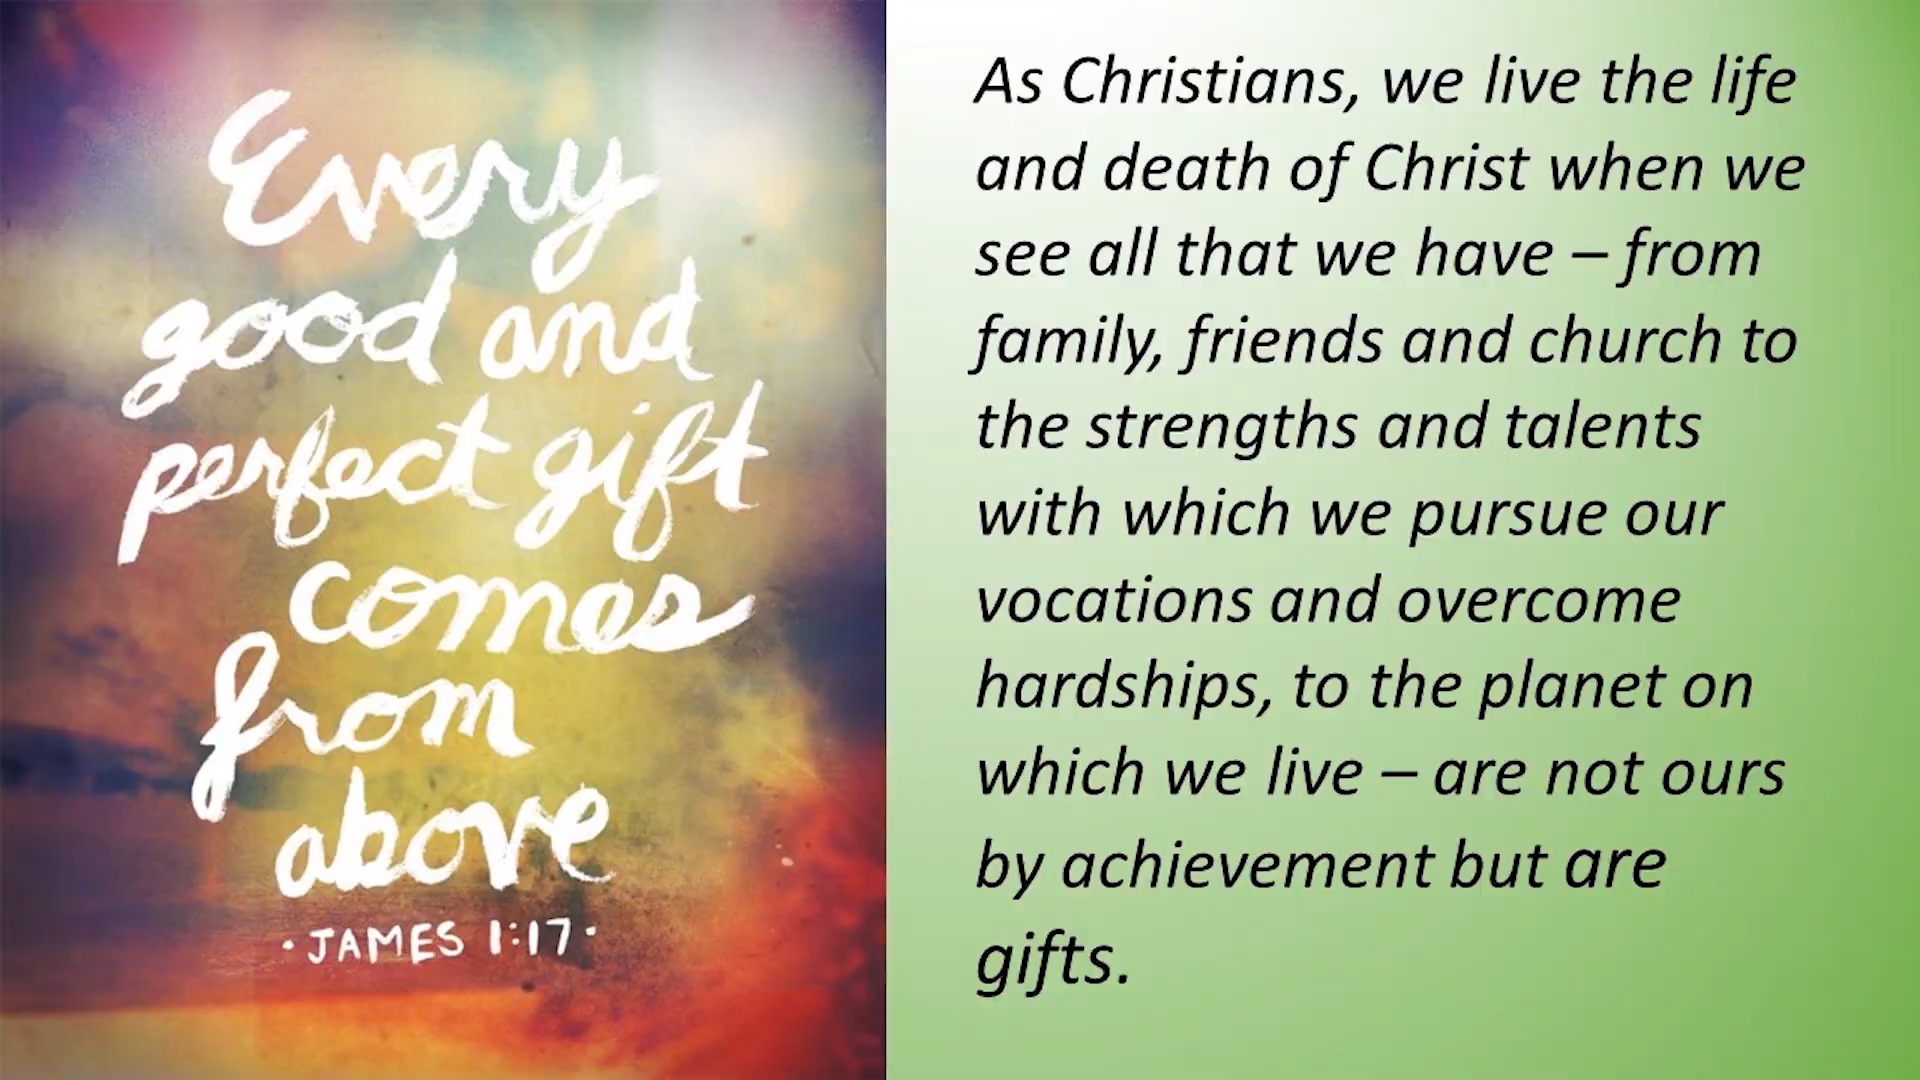 Every
good and
perfect gift
comes
from
above
· JAMES 1:17 ·
As Christians, we live the life
and death of Christ when we
see all that we have – from
family, friends and church to
the strengths and talents
with which we pursue our
vocations and overcome
hardships, to the planet on
which we live – are not ours
by achievement but are
gifts.